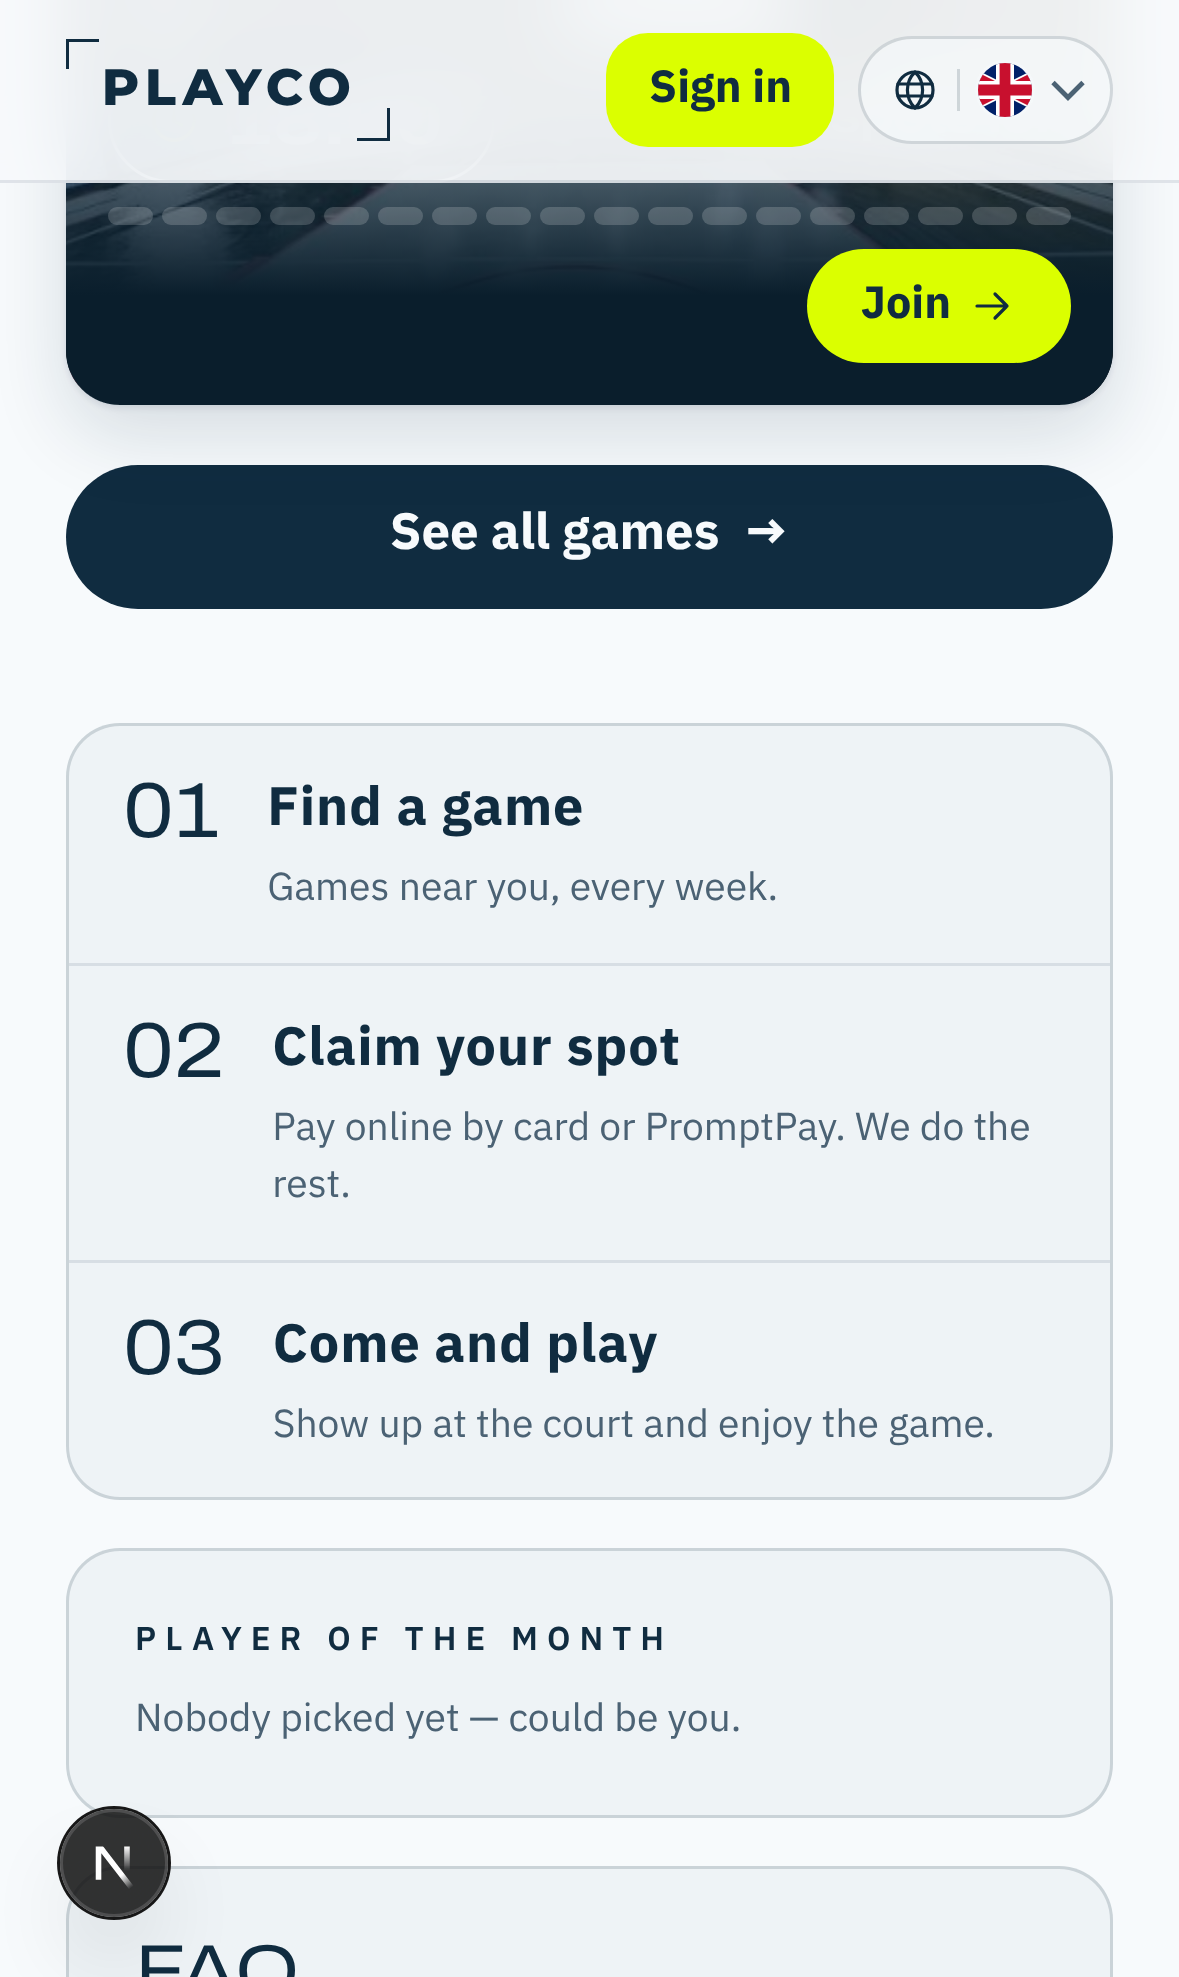 PLAYCO
Sign in
Join →
See all games →
01
Find a game
Games near you, every week.
02
Claim your spot
Pay online by card or PromptPay. We do the
rest.
03
Come and play
Show up at the court and enjoy the game.
PLAYER OF THE MONTH
Nobody picked yet — could be you.
N
FAQ